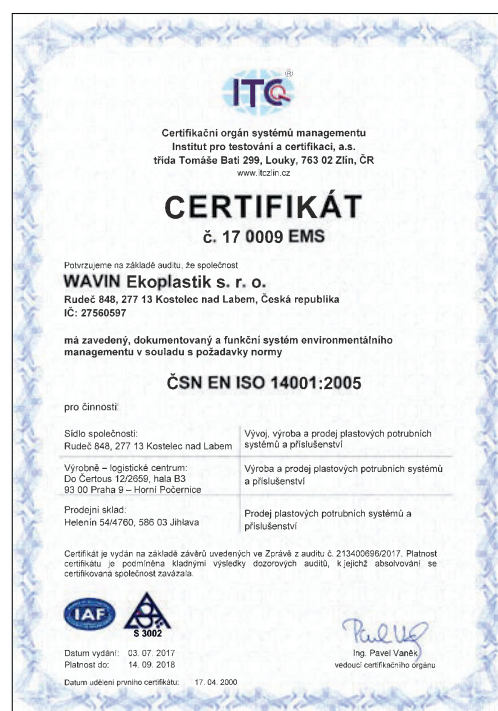 ITC
®
Certifikační orgán systémů managementu
Institut pro testování a certifikaci, a.s.
třída Tomáše Bati 299, Louky, 763 02 Zlín, ČR
www.itczlin.cz
CERTIFIKÁT
č. 17 0009 EMS
Potvrzujeme na základě auditu, že společnost
WAVIN Ekoplastik s. r. o.
Rudeč 848, 277 13 Kostelec nad Labem, Česká republika
IČ: 27560597
má zavedený, dokumentovaný a funkční systém environmentálního
managementu v souladu s požadavky normy
ČSN EN ISO 14001:2005
pro činnosti:
Sídlo společnosti:
Rudeč 848, 277 13 Kostelec nad Labem
Vývoj, výroba a prodej plastových potrubních
systémů a příslušenství
Výrobně – logistické centrum:
Do Čertous 12/2659, hala B3
93 00 Praha 9 – Horní Počernice
Výroba a prodej plastových potrubních systémů
a příslušenství
Prodejní sklad:
Helenín 54/4760, 586 03 Jihlava
Prodej plastových potrubních systémů a
příslušenství
Certifikát je vydán na základě závěrů uvedených ve Zprávě z auditu č. 213400696/2017. Platnost
certifikátu je podmíněna kladnými výsledky dozorových auditů, k jejichž absolvování se
certifikovaná společnost zavázala.
IAF
S 3002
Datum vydání: 03. 07. 2017
Platnost do: 14. 09. 2018
Ing. Pavel Vaněk
vedoucí certifikačního orgánu
Datum udělení prvního certifikátu: 17. 04. 2000